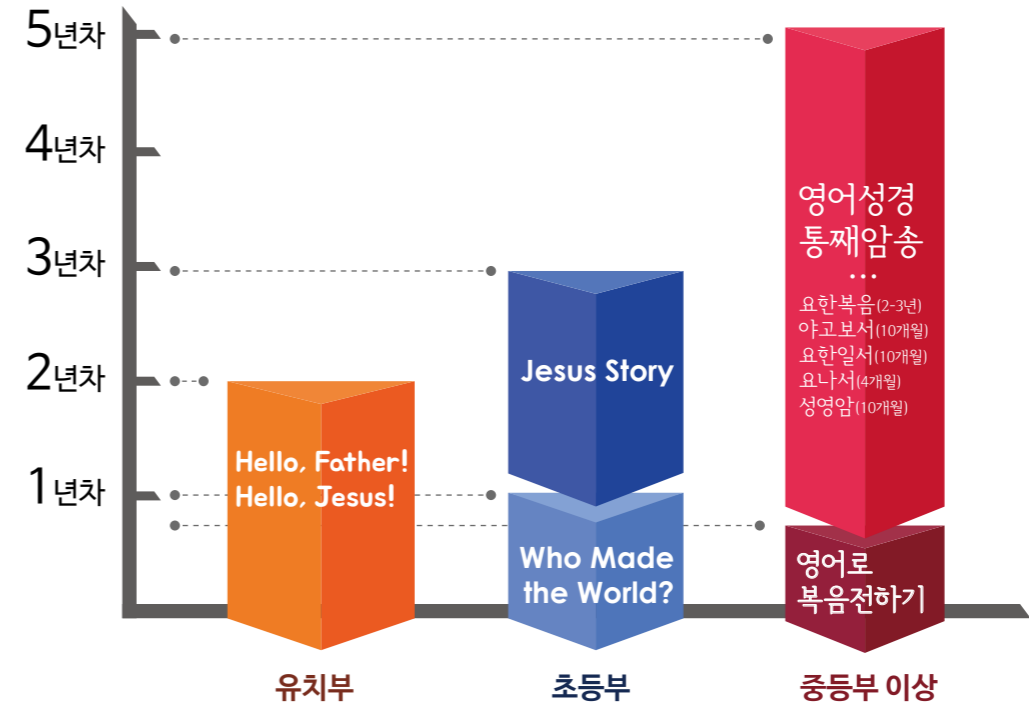 5년차
4년차
3년차
2년차
1년차
Hello, Father!
Hello, Jesus!
유치부
Jesus Story
Who Made
the World?
초등부
영어성경
통째암송
...
요한복음(2-3년)
야고보서(10개월)
요한일서(10개월)
요나서(4개월)
성영암(10개월)
영어로
복음전하기
중등부 이상